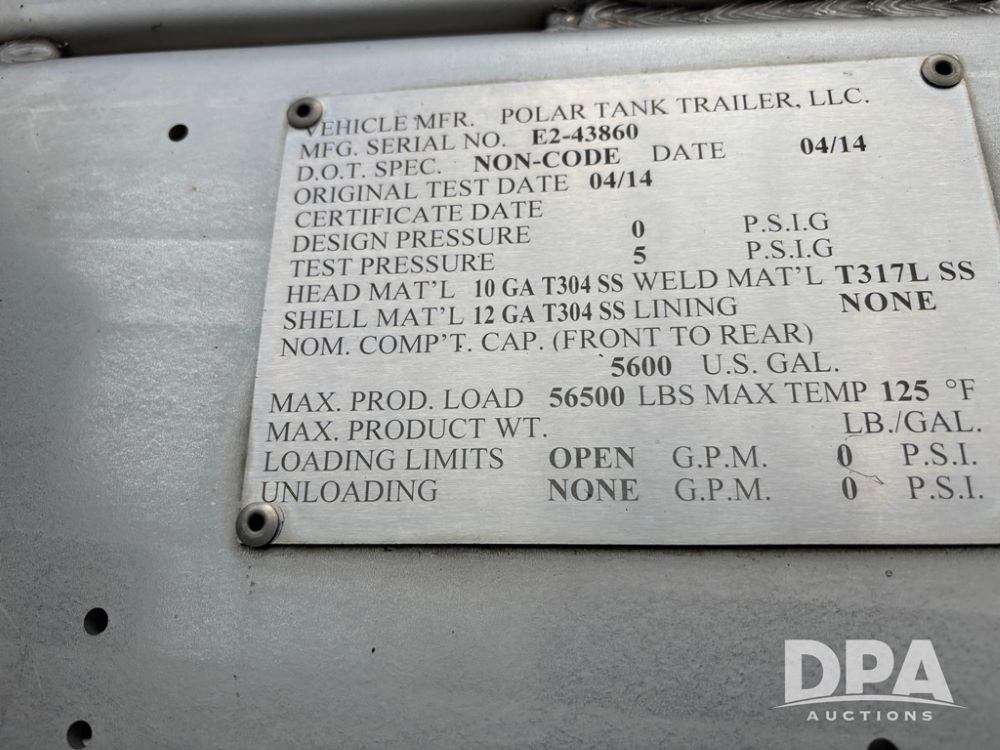 VEHICLE MFR. POLAR TANK TRAILER, LLC.
MFG. SERIAL NO. E2-43860
D.O.T. SPEC. NON-CODE DATE 04/14
ORIGINAL TEST DATE 04/14
CERTIFICATE DATE
DESIGN PRESSURE 0 P.S.I.G
TEST PRESSURE 5 P.S.I.G
HEAD MAT'L 10 GA T304 SS WELD MAT'L T317L SS
SHELL MAT'L 12 GA T304 SS LINING NONE
NOM. COMP'T. CAP. (FRONT TO REAR)
5600 U.S. GAL.
MAX. PROD. LOAD 56500 LBS MAX TEMP 125 °F
MAX. PRODUCT WT. LB./GAL.
LOADING LIMITS OPEN G.P.M. 0 P.S.I.
UNLOADING NONE G.P.M. 0 P.S.I.
DPA
AUCTIONS